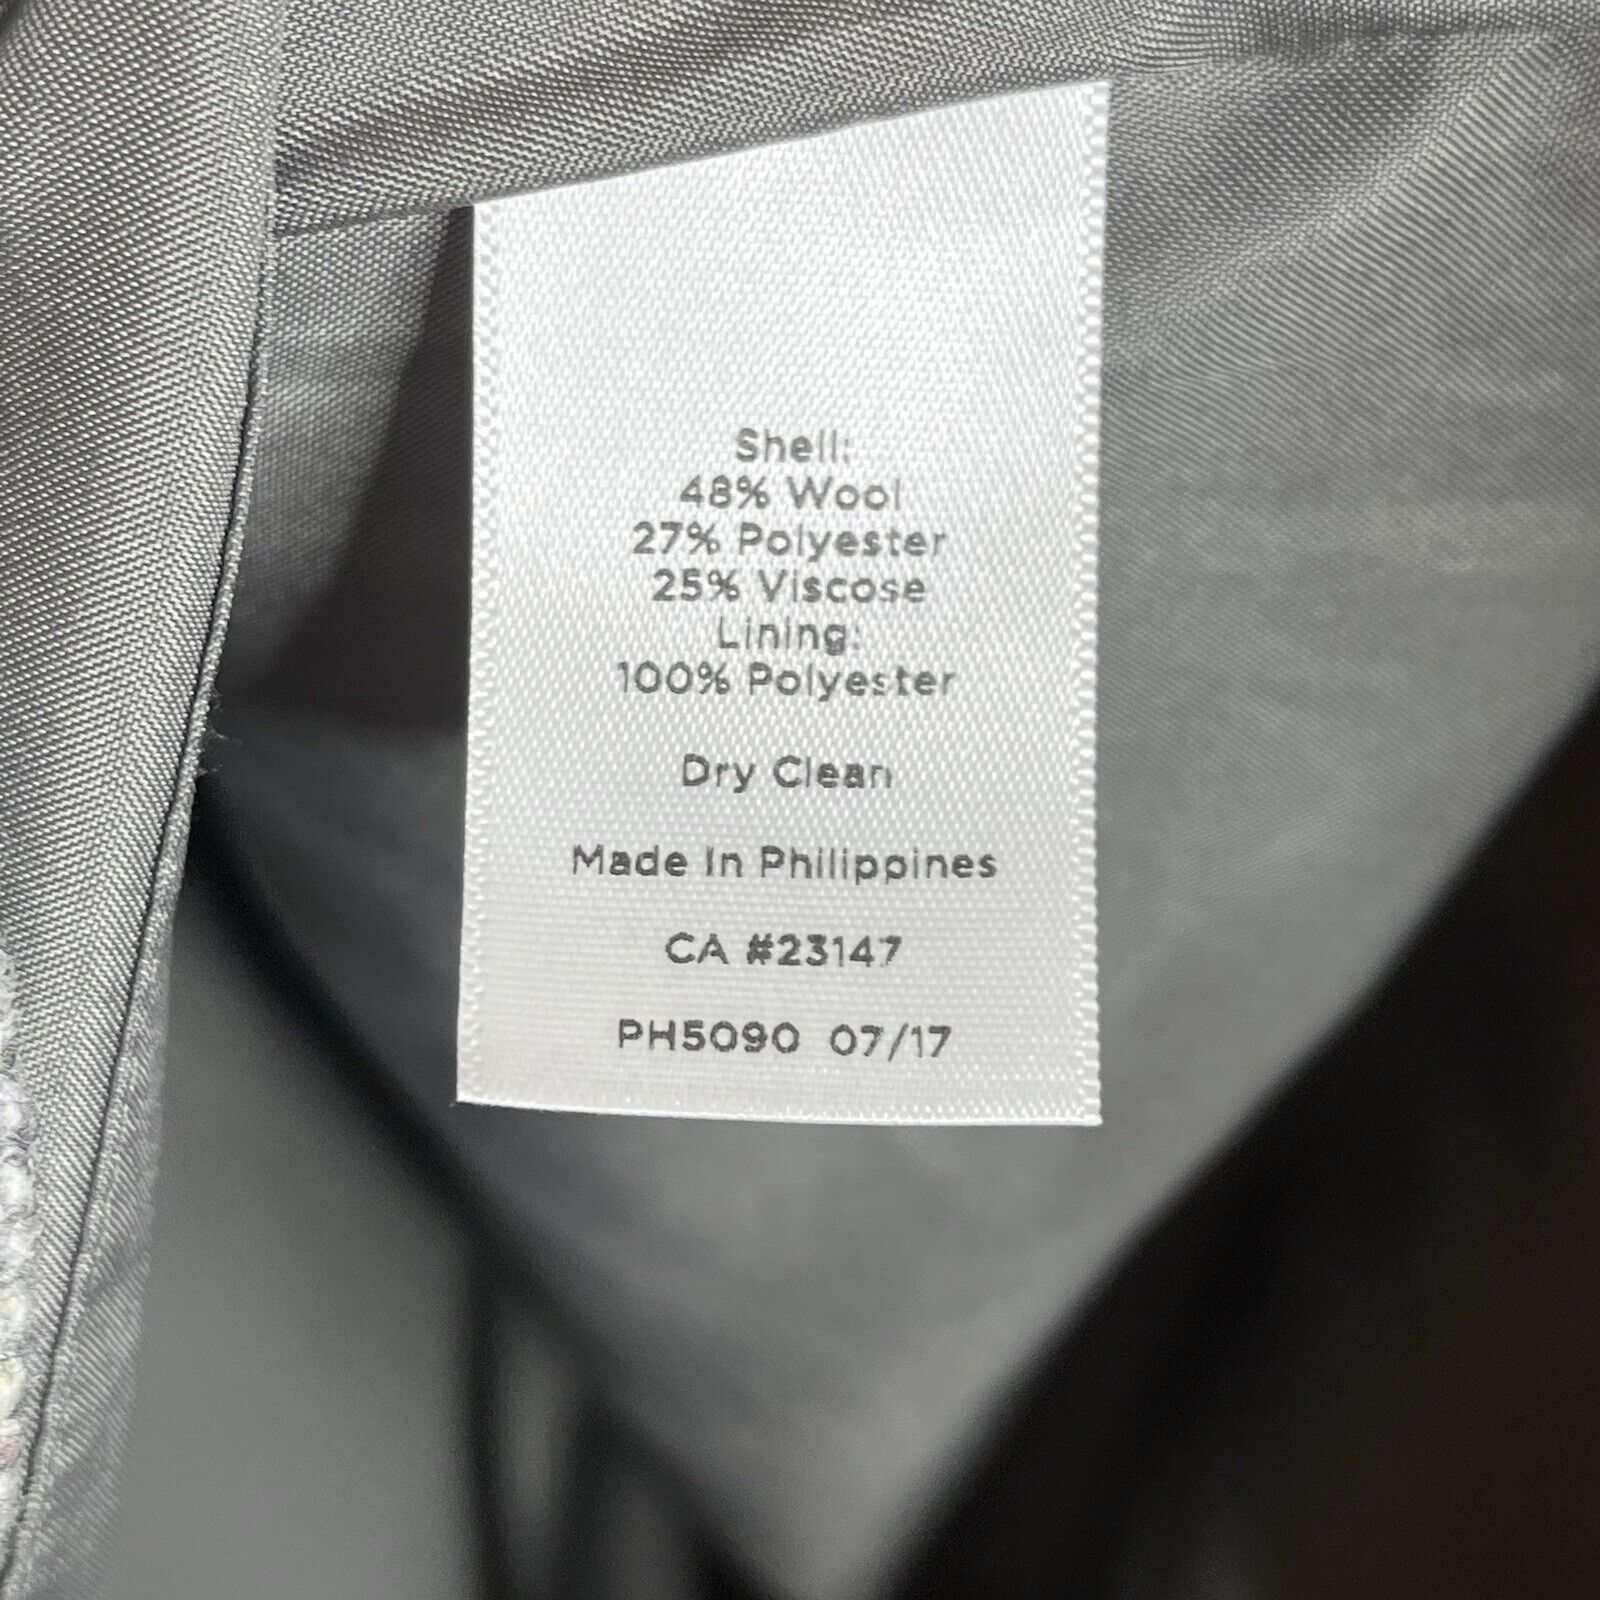 Shell:
48% Wool
27% Polyester
25% Viscose
Lining:
100% Polyester
Dry Clean
Made In Philippines
CA #23147
PH5090 07/17